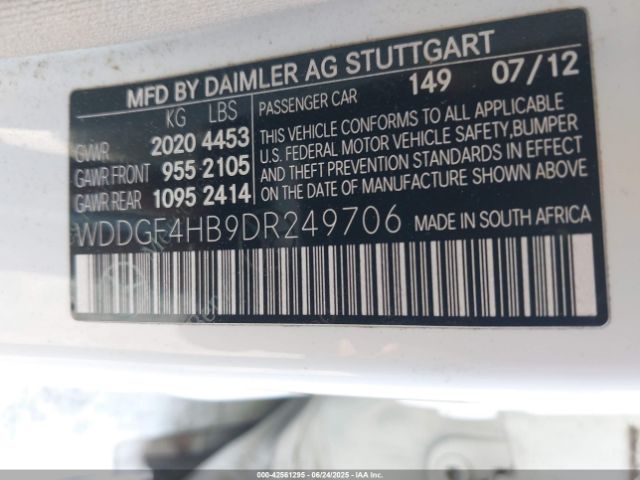 MFD BY DAIMLER AG STUTTGART
KG LBS PASSENGER CAR 149 07/12
GVWR 2020 4453
GAWR FRONT 955 2105
GAWR REAR 1095 2414
THIS VEHICLE CONFORMS TO ALL APPLICABLE
U.S. FEDERAL MOTOR VEHICLE SAFETY,BUMPER
AND THEFT PREVENTION STANDARDS IN EFFECT
ON THE DATE OF MANUFACTURE SHOWN ABOVE.
WDDGF4HB9DR249706 MADE IN SOUTH AFRICA
000-42561295 - 06/24/2025 - IAAI.COM